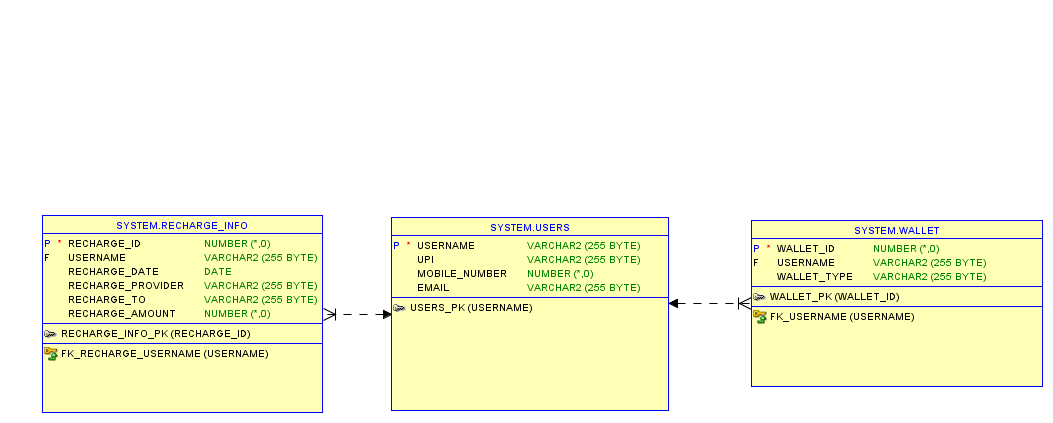 SYSTEM.RECHARGE_INFO
P * RECHARGE_ID NUMBER (*,0)
F USERNAME VARCHAR2 (255 BYTE)
RECHARGE_DATE DATE
RECHARGE_PROVIDER VARCHAR2 (255 BYTE)
RECHARGE_TO VARCHAR2 (255 BYTE)
RECHARGE_AMOUNT NUMBER (*,0)
RECHARGE_INFO_PK (RECHARGE_ID)
FK_RECHARGE_USERNAME (USERNAME)
SYSTEM.USERS
P * USERNAME VARCHAR2 (255 BYTE)
UPI VARCHAR2 (255 BYTE)
MOBILE_NUMBER NUMBER (*,0)
EMAIL VARCHAR2 (255 BYTE)
USERS_PK (USERNAME)
SYSTEM.WALLET
P * WALLET_ID NUMBER (*,0)
F USERNAME VARCHAR2 (255 BYTE)
WALLET_TYPE VARCHAR2 (255 BYTE)
WALLET_PK (WALLET_ID)
FK_USERNAME (USERNAME)